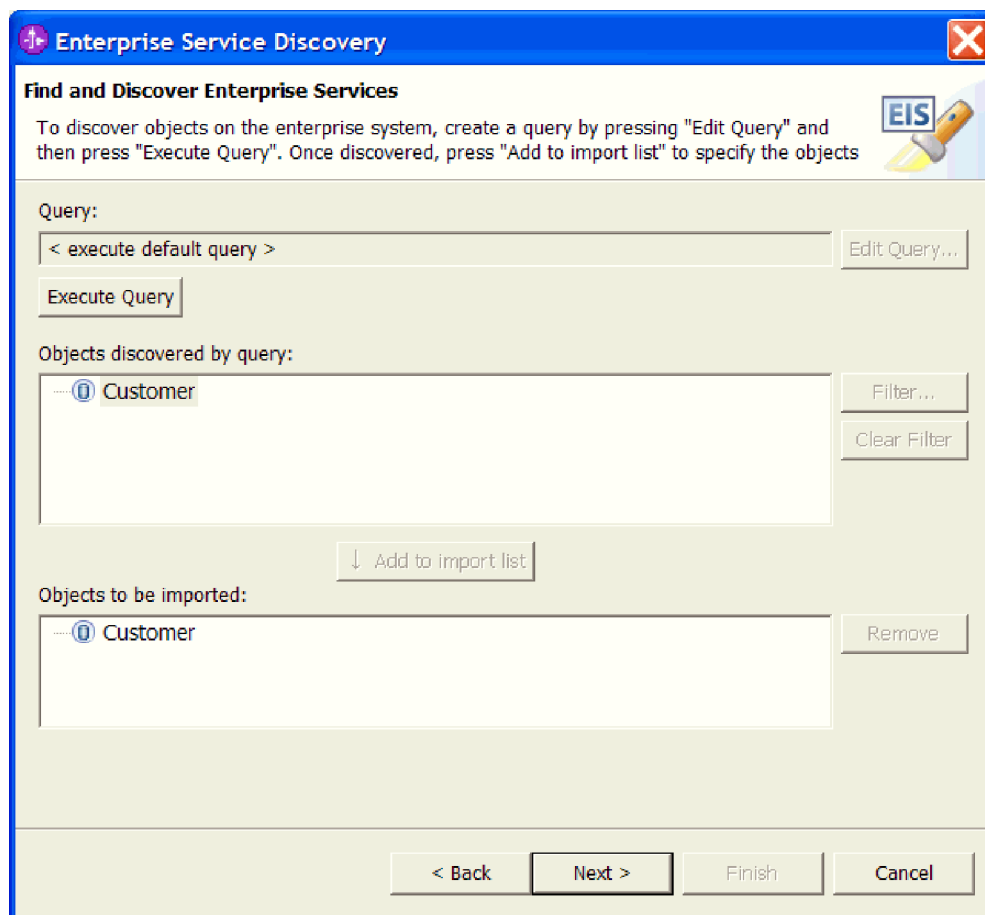 Enterprise Service Discovery
Find and Discover Enterprise Services
To discover objects on the enterprise system, create a query by pressing "Edit Query" and
then press "Execute Query". Once discovered, press "Add to import list" to specify the objects
EIS
Query:
< execute default query >
Edit Query...
Execute Query
Objects discovered by query:
Customer
Filter...
Clear Filter
↓ Add to import list
Objects to be imported:
Customer
Remove
< Back
Next >
Finish
Cancel